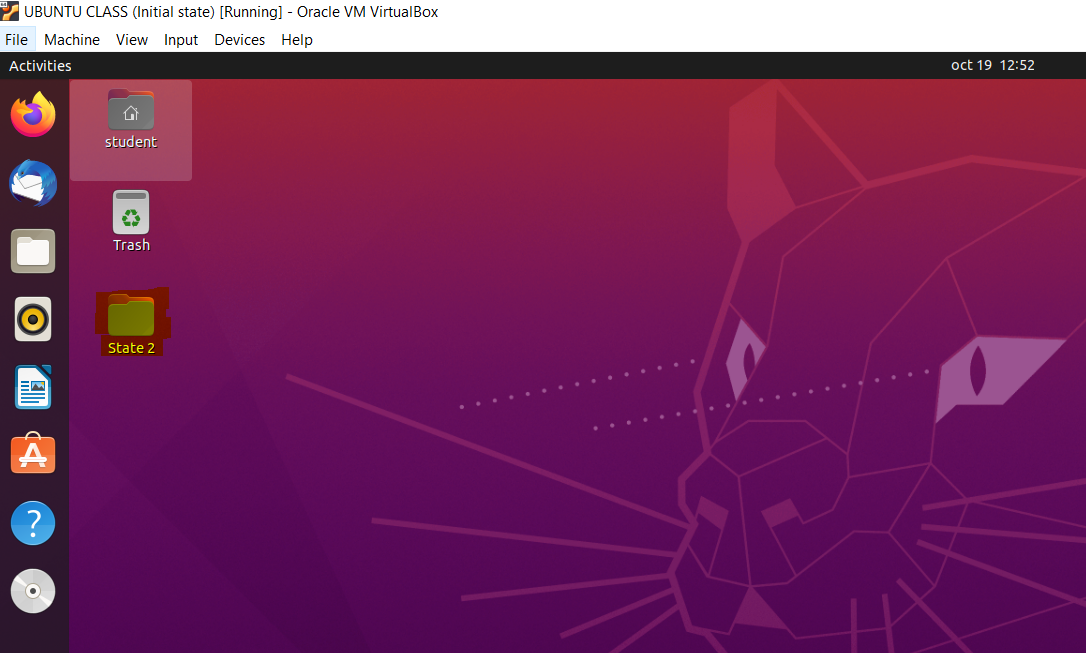 UBUNTU CLASS (Initial state) [Running] - Oracle VM VirtualBox
File Machine View Input Devices Help
Activities oct 19 12:52
student
Trash
State 2